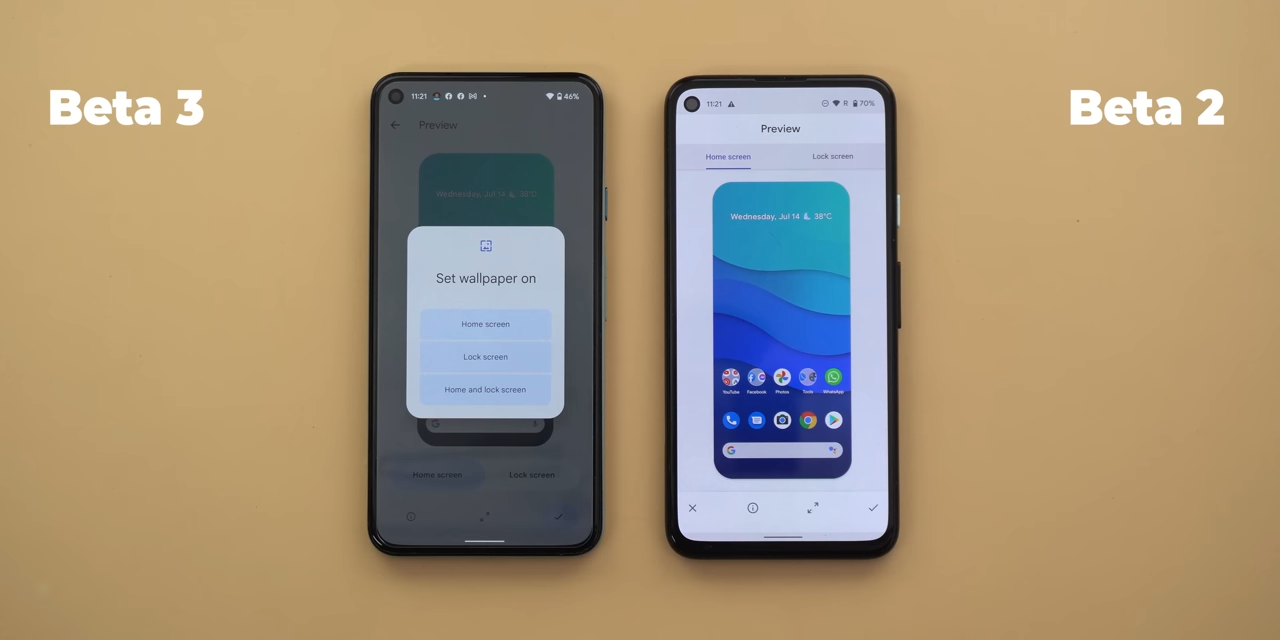 Beta 3
Beta 2
11:21
46%
Preview
Wednesday, Jul 14 38°C
Set wallpaper on
Home screen
Lock screen
Home and lock screen
Home screen
Lock screen
11:21
R
70%
Preview
Home screen
Lock screen
Wednesday, Jul 14 38°C
YouTube
Facebook
Photos
Tools
WhatsApp